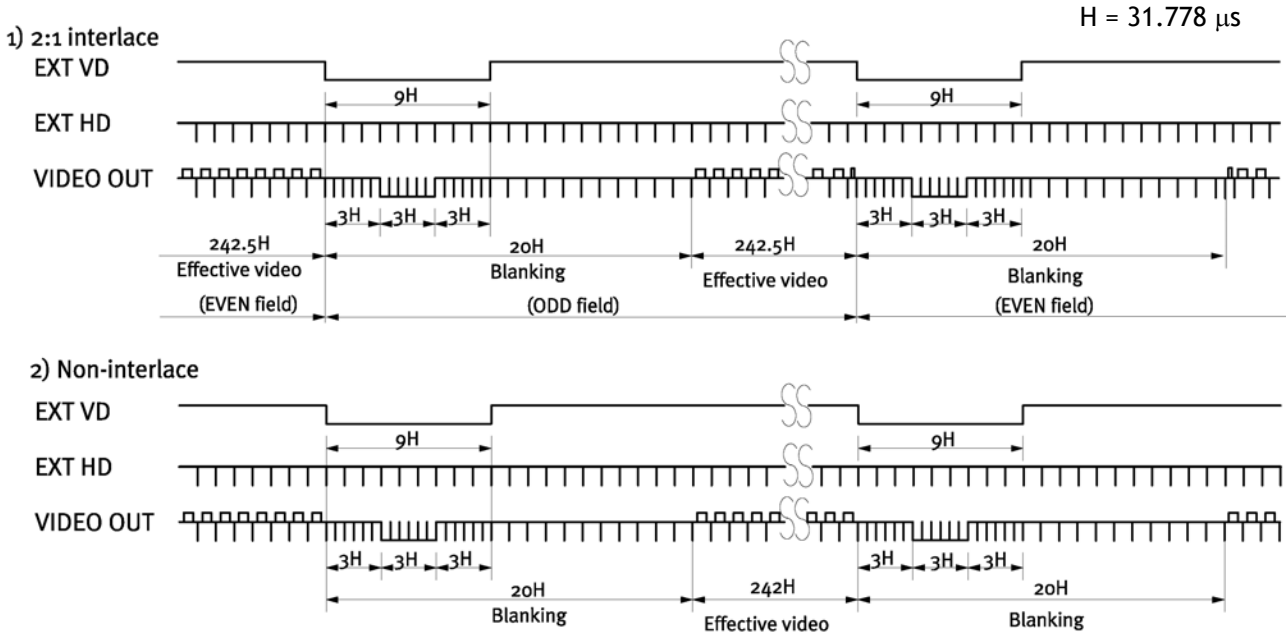 H = 31.778 µs
1) 2:1 interlace
EXT VD
9H 9H
EXT HD
VIDEO OUT
3H 3H 3H 3H 3H 3H
242.5H 20H 242.5H 20H
Effective video Blanking Effective video Blanking
(EVEN field) (ODD field) (EVEN field)
2) Non-interlace
EXT VD
9H 9H
EXT HD
VIDEO OUT
3H 3H 3H 3H 3H 3H
20H 242H 20H
Blanking Effective video Blanking